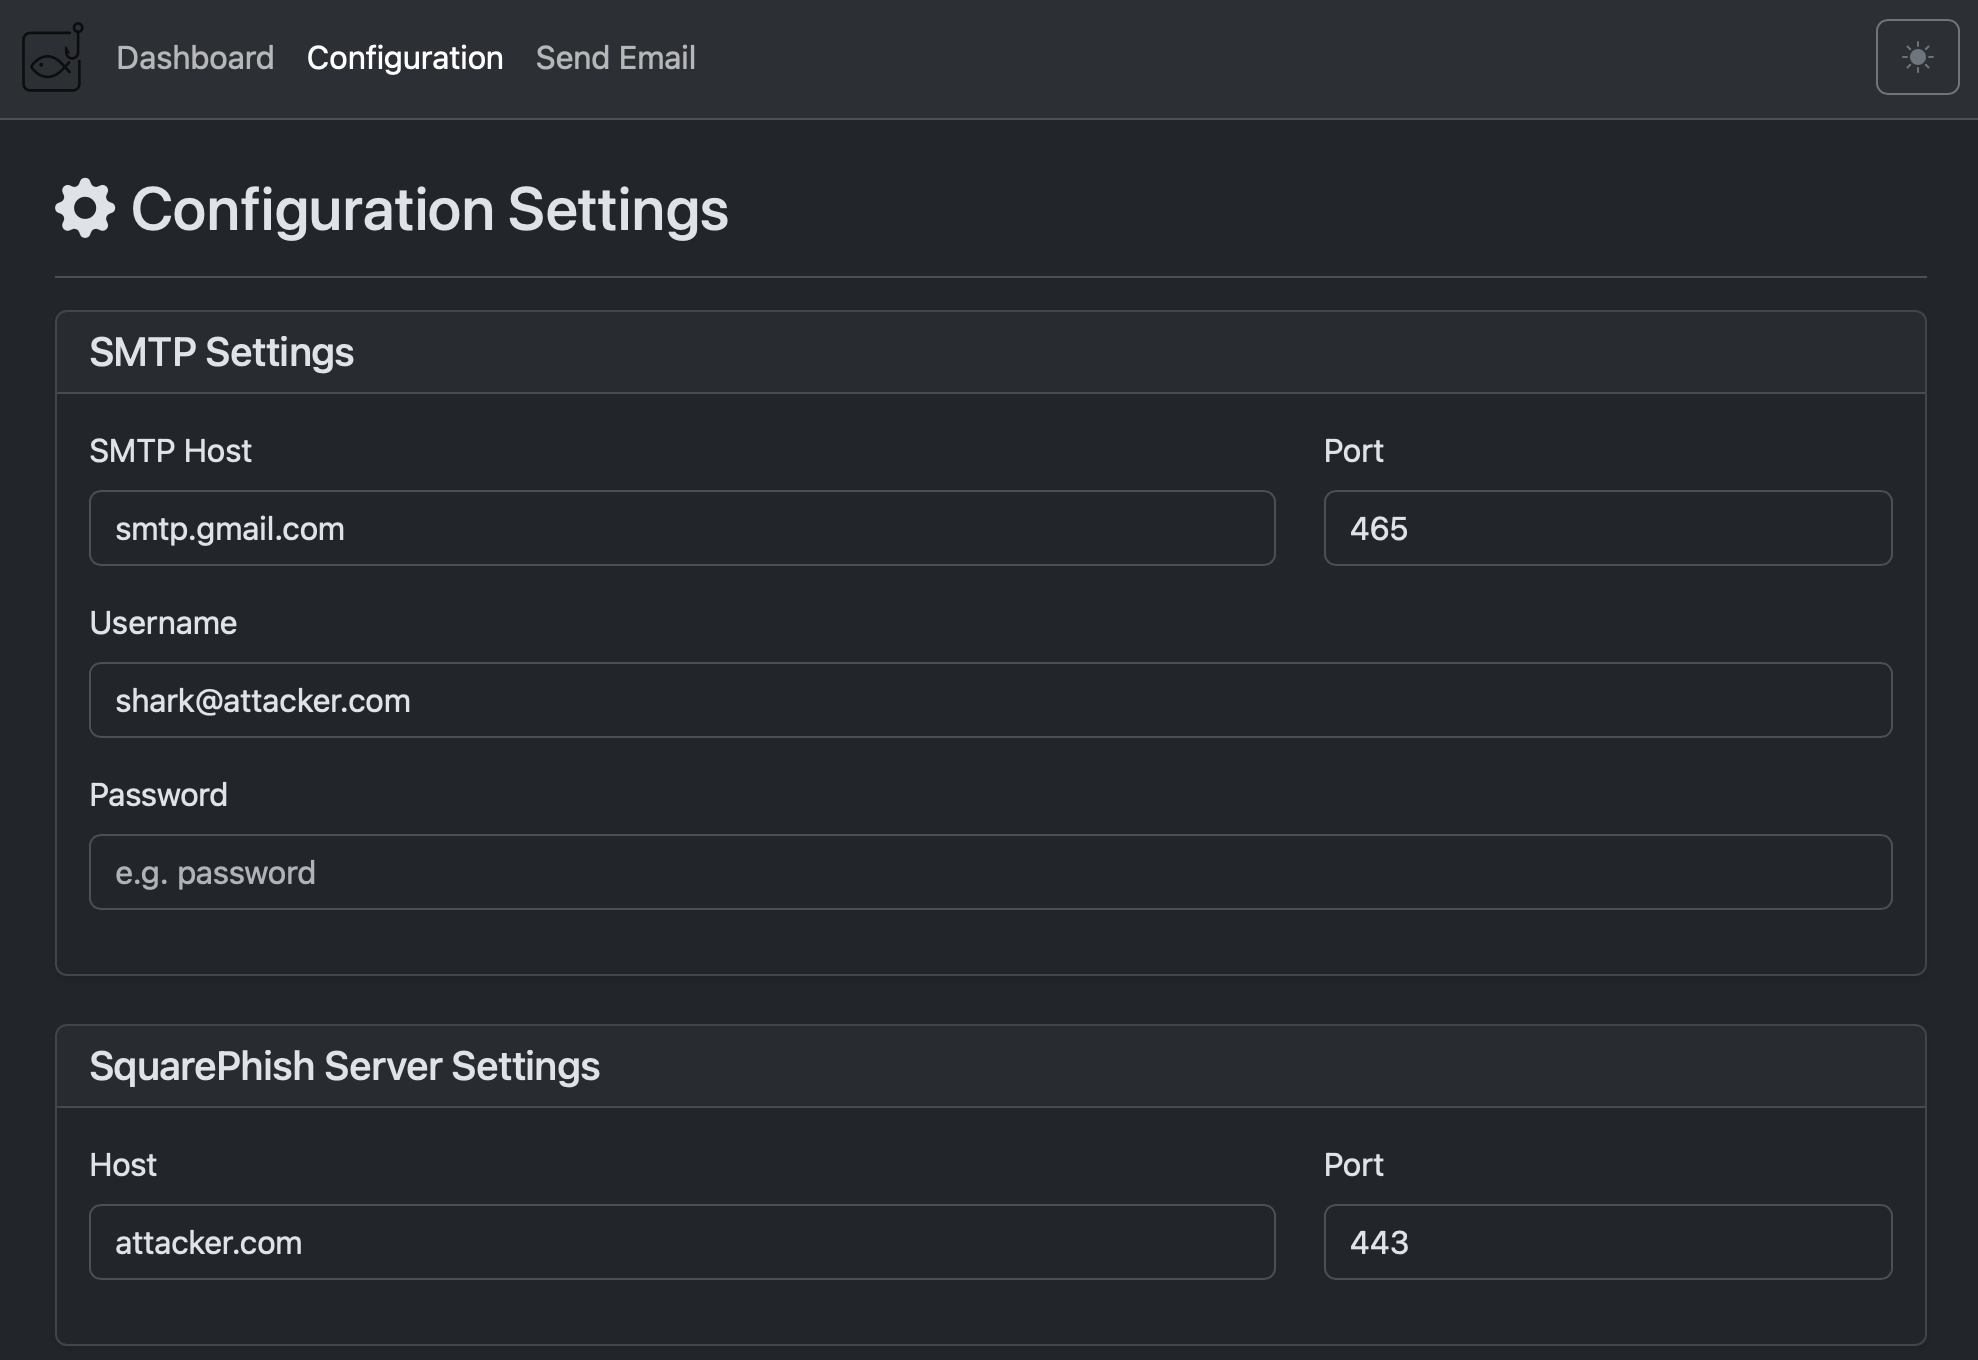 Dashboard Configuration Send Email
Configuration Settings
SMTP Settings
SMTP Host Port
smtp.gmail.com 465
Username
shark@attacker.com
Password
e.g. password
SquarePhish Server Settings
Host Port
attacker.com 443